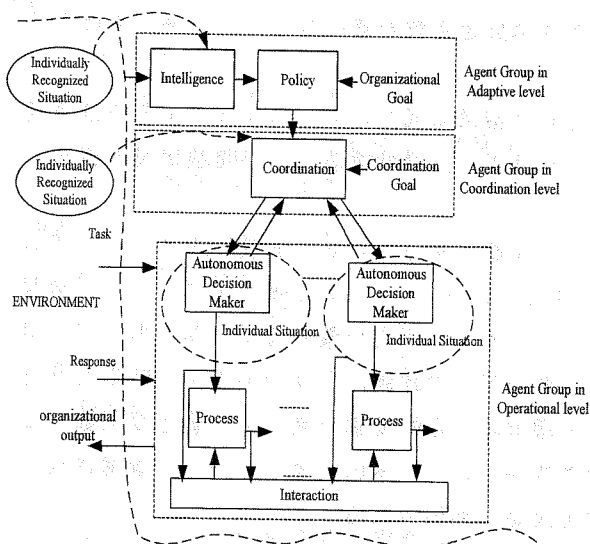 Individually
Recognized
Situation
Intelligence
Policy
Organizational
Goal
Agent Group in
Adaptive level
Individually
Recognized
Situation
Coordination
Coordination
Goal
Agent Group in
Coordination level
Task
ENVIRONMENT
Response
organizational
output
Autonomous
Decision
Maker
Individual Situation
Autonomous
Decision
Maker
Individual Situation
Process
Process
Interaction
Agent Group in
Operational level